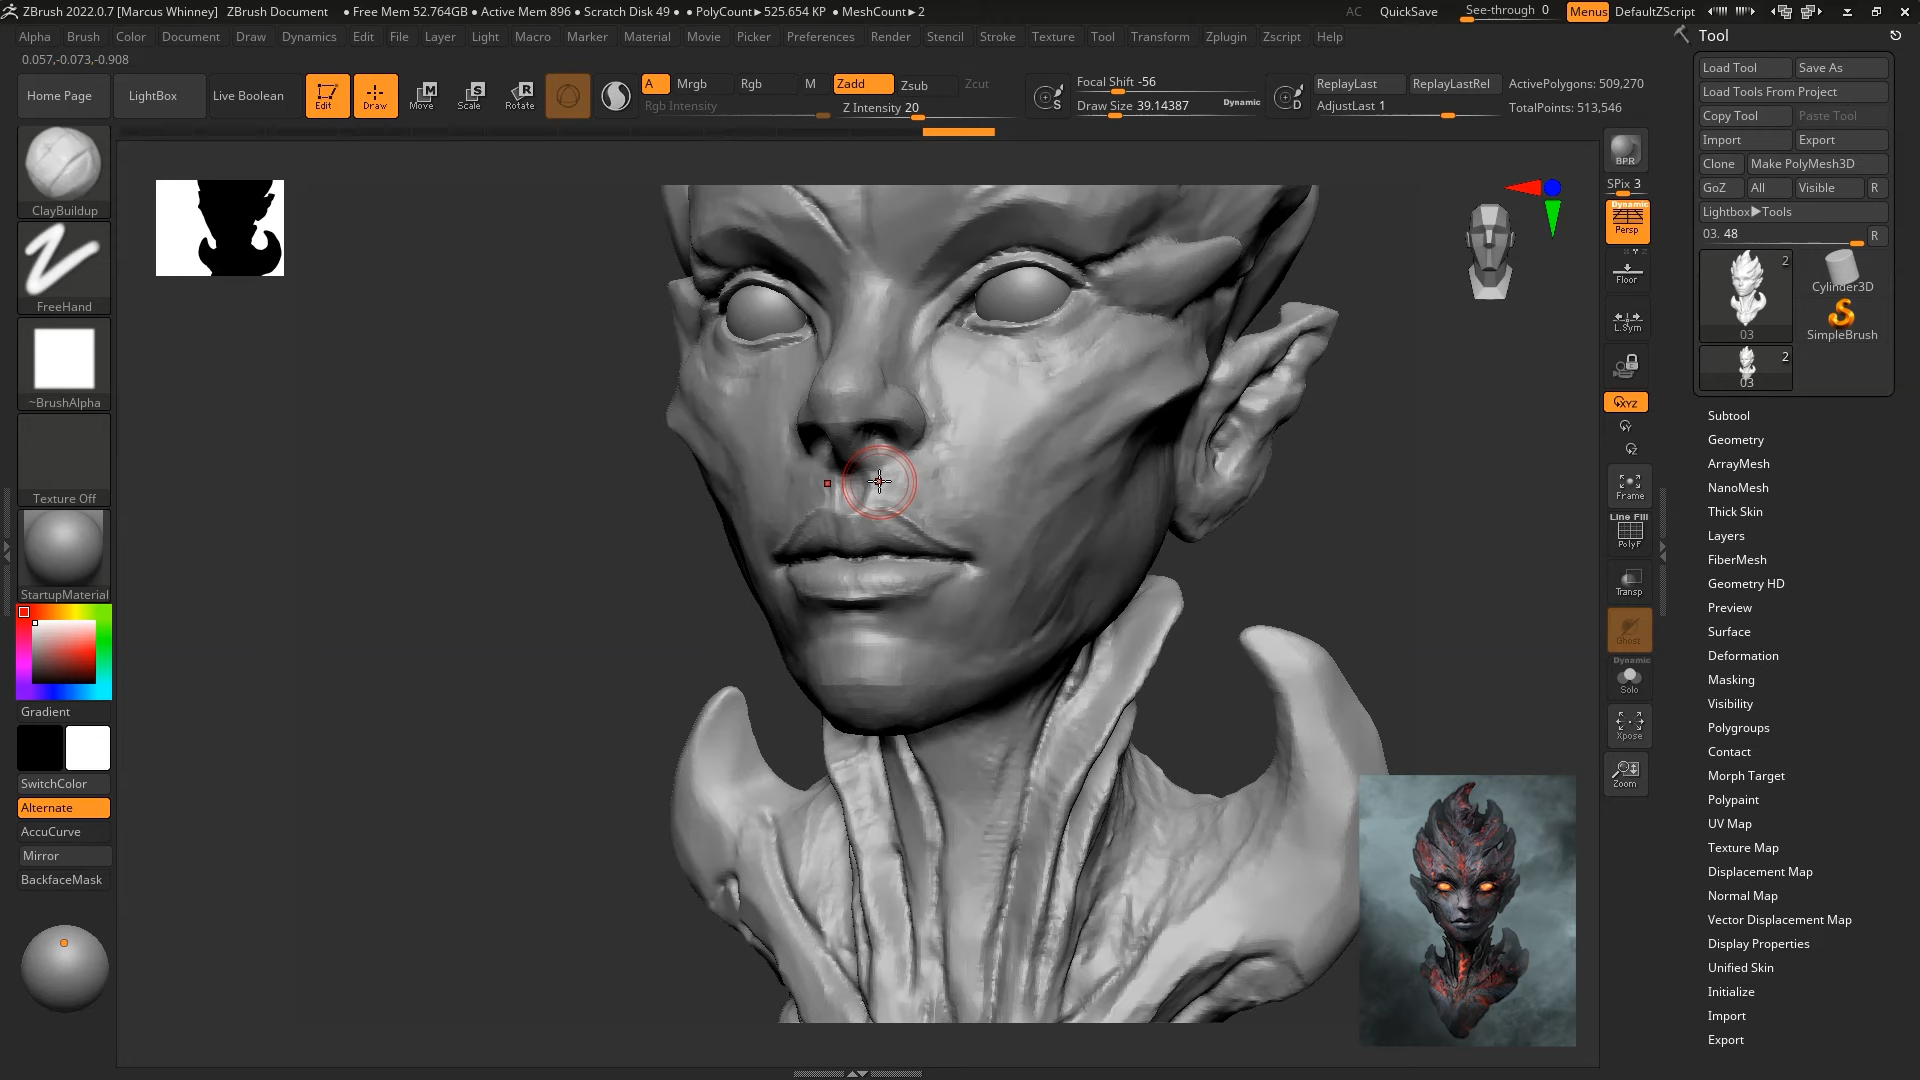 ZBrush 2022.0.7 [Marcus Whinney] ZBrush Document ● Free Mem 52.764GB ● Active Mem 896 ● Scratch Disk 49 ● ● PolyCount▶525.654 KP ● MeshCount▶2 AC QuickSave See-through 0 Menus DefaultZScript
Alpha Brush Color Document Draw Dynamics Edit File Layer Light Macro Marker Material Movie Picker Preferences Render Stencil Stroke Texture Tool Transform Zplugin Zscript Help
0.057,-0.073,-0.908
Home Page LightBox Live Boolean Edit Draw Move Scale Rotate
A Mrgb Rgb M Zadd Zsub Zcut
Rgb Intensity Z Intensity 20
Focal Shift -56
Draw Size 39.14387 Dynamic
ReplayLast ReplayLastRel ActivePolygons: 509,270
AdjustLast 1 TotalPoints: 513,546
ClayBuildup
FreeHand
~BrushAlpha
Texture Off
StartupMaterial
Gradient
SwitchColor
Alternate
AccuCurve
Mirror
BackfaceMask
BPR
SPix 3
Dynamic
Persp
Floor
L.Sym
XYZ
Frame
Line Fill
PolyF
Transp
Ghost
Dynamic
Solo
Xpose
Zoom
Tool
Load Tool Save As
Load Tools From Project
Copy Tool Paste Tool
Import Export
Clone Make PolyMesh3D
GoZ All Visible R
Lightbox▶Tools
03. 48 R
2
03
Cylinder3D
SimpleBrush
2
03
Subtool
Geometry
ArrayMesh
NanoMesh
Thick Skin
Layers
FiberMesh
Geometry HD
Preview
Surface
Deformation
Masking
Visibility
Polygroups
Contact
Morph Target
Polypaint
UV Map
Texture Map
Displacement Map
Normal Map
Vector Displacement Map
Display Properties
Unified Skin
Initialize
Import
Export